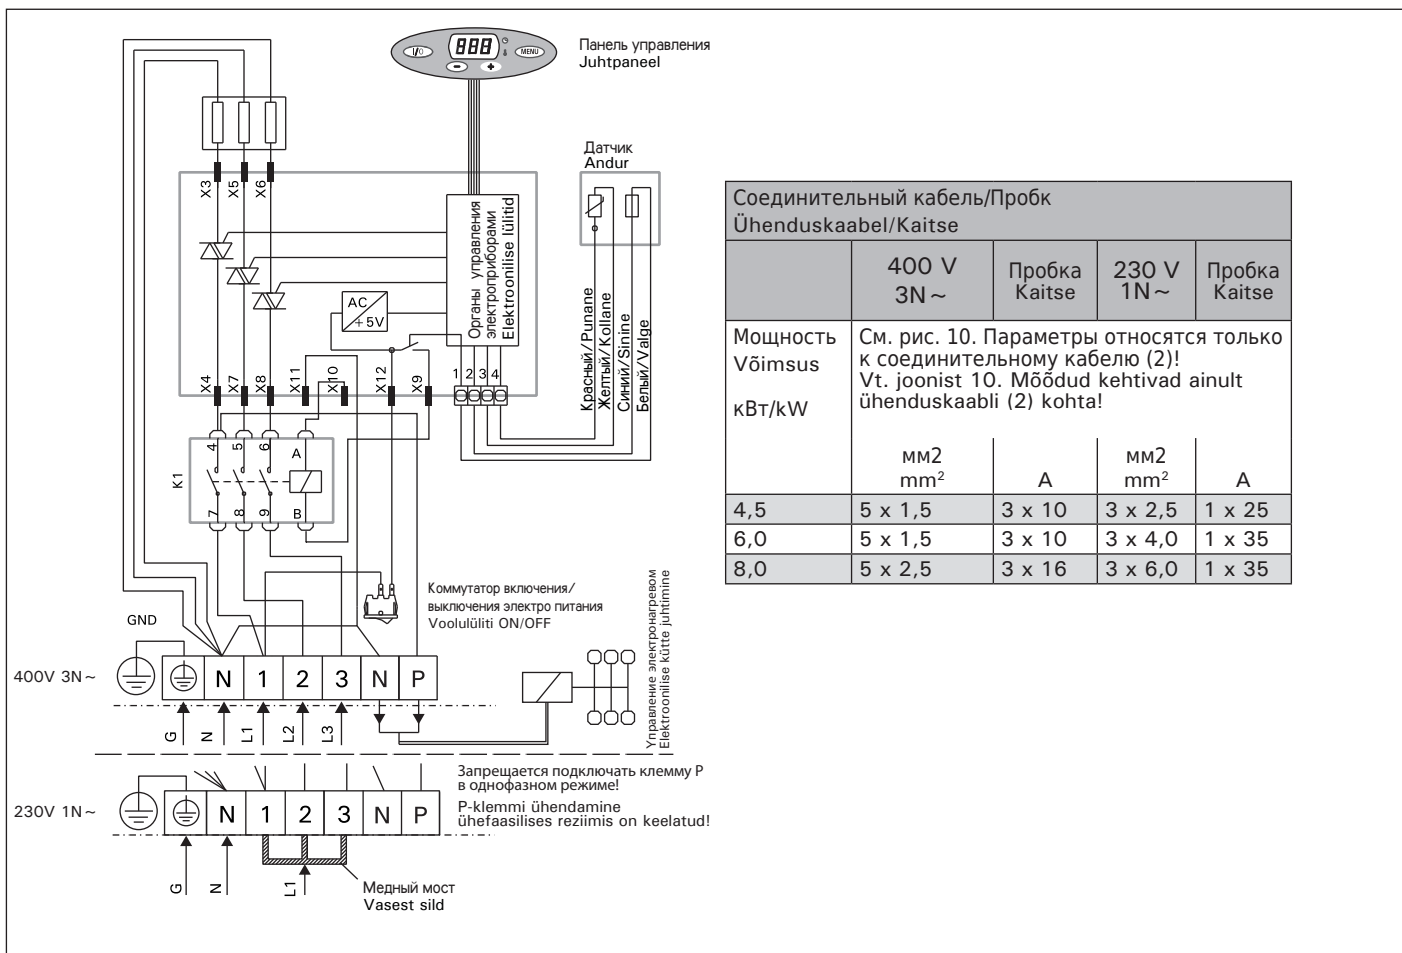 I/O
888
MENU
−
+
Панель управления
Juhtpaneel
Датчик
Andur
X3
X5
X6
AC
+5V
Органы управления
электроприборами
Elektroonilise lülitid
Красный/Punane
Желтый/Kollane
Синий/Sinine
Белый/Valge
X4
X7
X8
X11
X10
X12
X9
1 2 3 4
4
5
6
A
K1
7
8
9
B
Коммутатор включения/
выключения электро питания
Voolulüliti ON/OFF
GND
400V 3N~
N 1 2 3 N P
G
N
L1
L2
L3
Управление электронагревом
Elektroonilise kütte juhtimine
Запрещается подключать клемму P
в однофазном режиме!
P-klemmi ühendamine
ühefaasilises reziimis on keelatud!
230V 1N~
N 1 2 3 N P
G
N
L1
Медный мост
Vasest sild
Соединительный кабель/Пробк
Ühenduskaabel/Kaitse
400 V
3N~
Пробка
Kaitse
230 V
1N~
Пробка
Kaitse
Мощность
Võimsus
кВт/kW
См. рис. 10. Параметры относятся только
к соединительному кабелю (2)!
Vt. joonist 10. Mõõdud kehtivad ainult
ühenduskaabli (2) kohta!
мм2
mm²
A
мм2
mm²
A
4,5 5 x 1,5 3 x 10 3 x 2,5 1 x 25
6,0 5 x 1,5 3 x 10 3 x 4,0 1 x 35
8,0 5 x 2,5 3 x 16 3 x 6,0 1 x 35